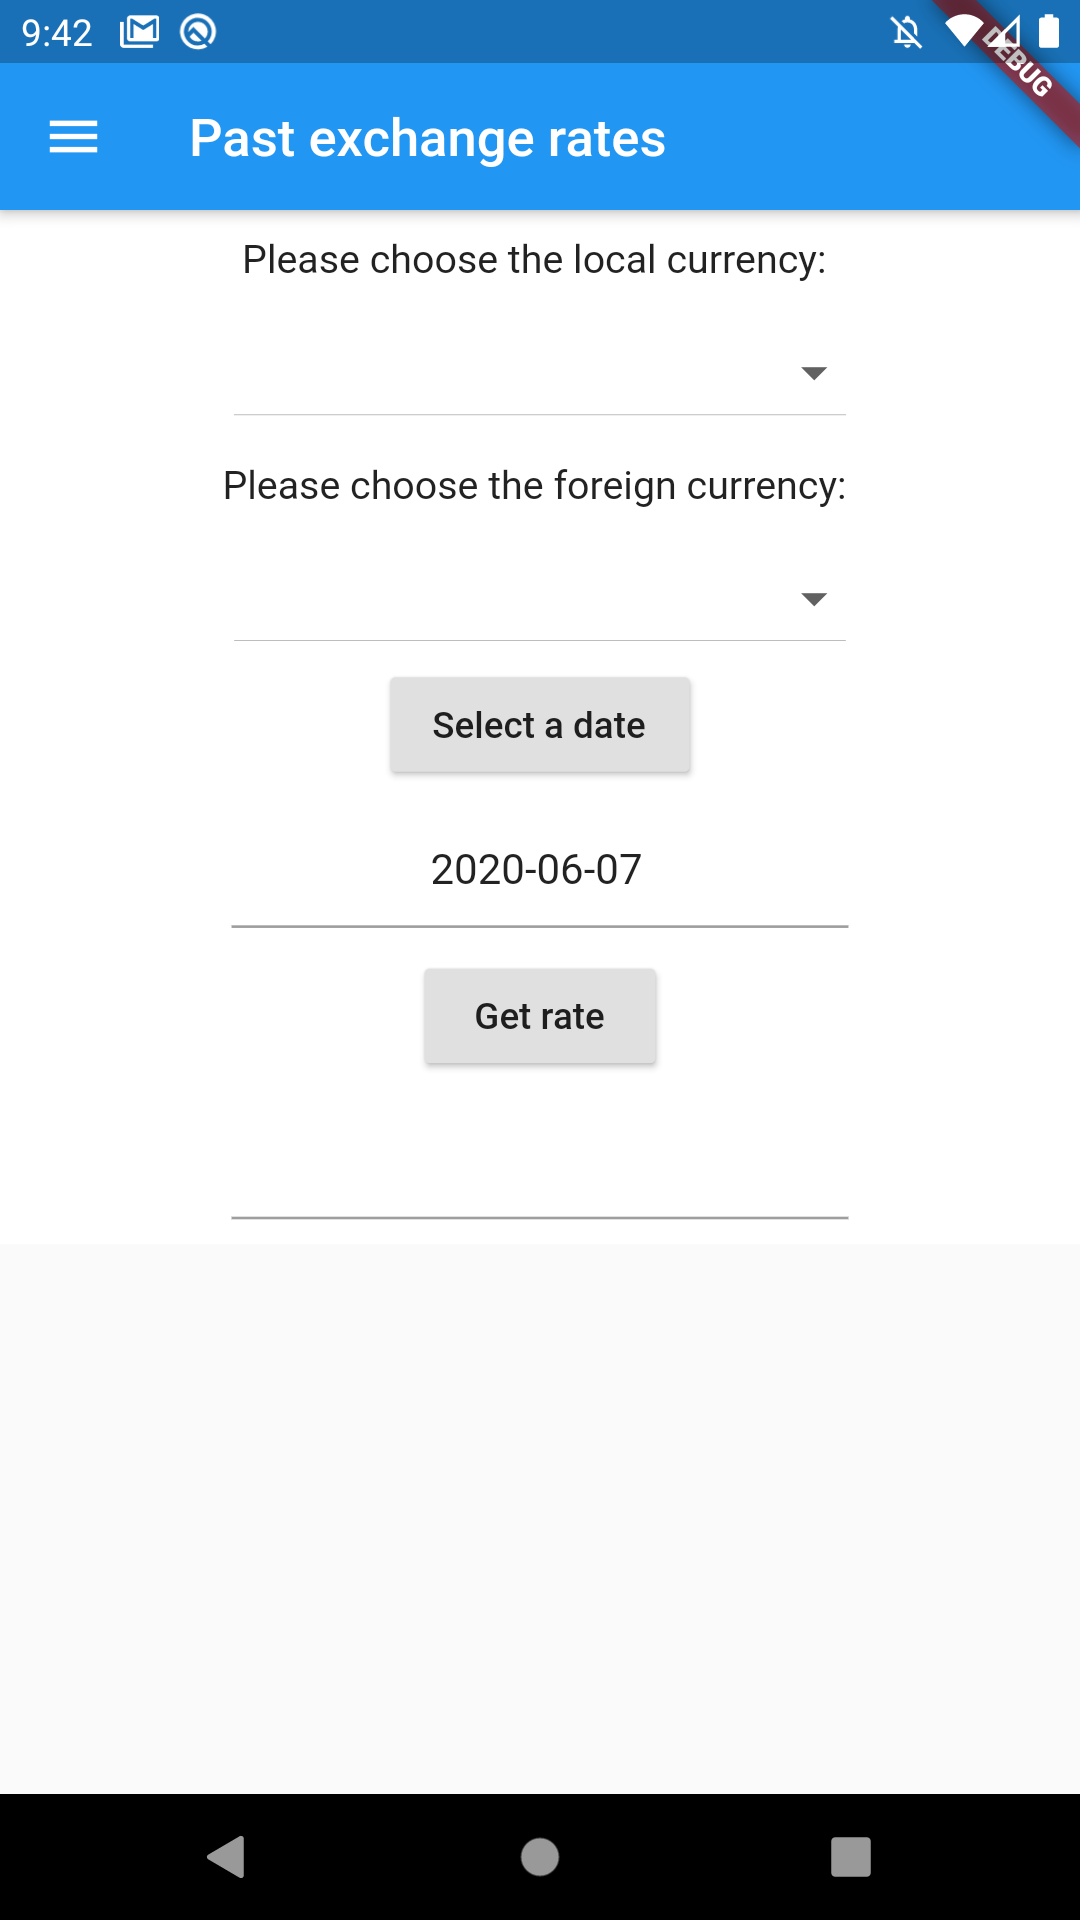 9:42
DEBUG
Past exchange rates
Please choose the local currency:
Please choose the foreign currency:
Select a date
2020-06-07
Get rate